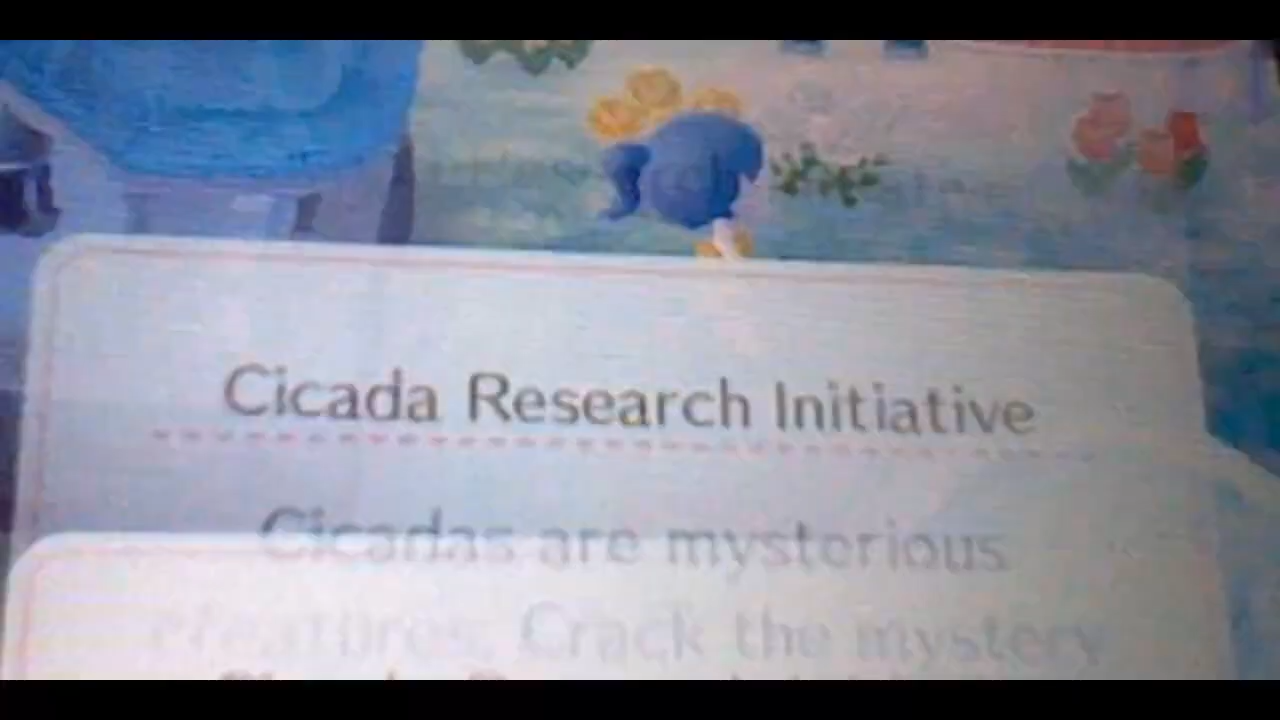 Cicada Research Initiative
Cicadas are mysterious
creatures. Crack the mystery